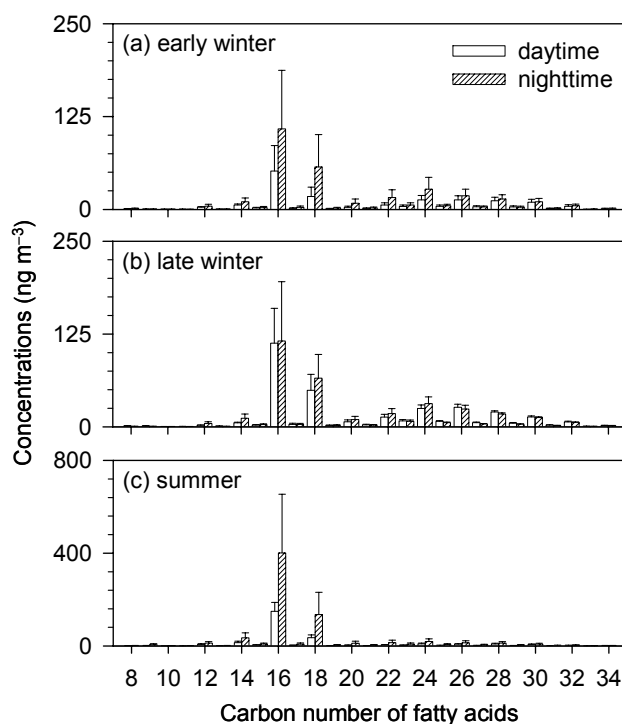 250
(a) early winter
daytime
nighttime
125
0
250
(b) late winter
125
0
800
(c) summer
400
0
Concentrations (ng m⁻³)
8 10 12 14 16 18 20 22 24 26 28 30 32 34
Carbon number of fatty acids